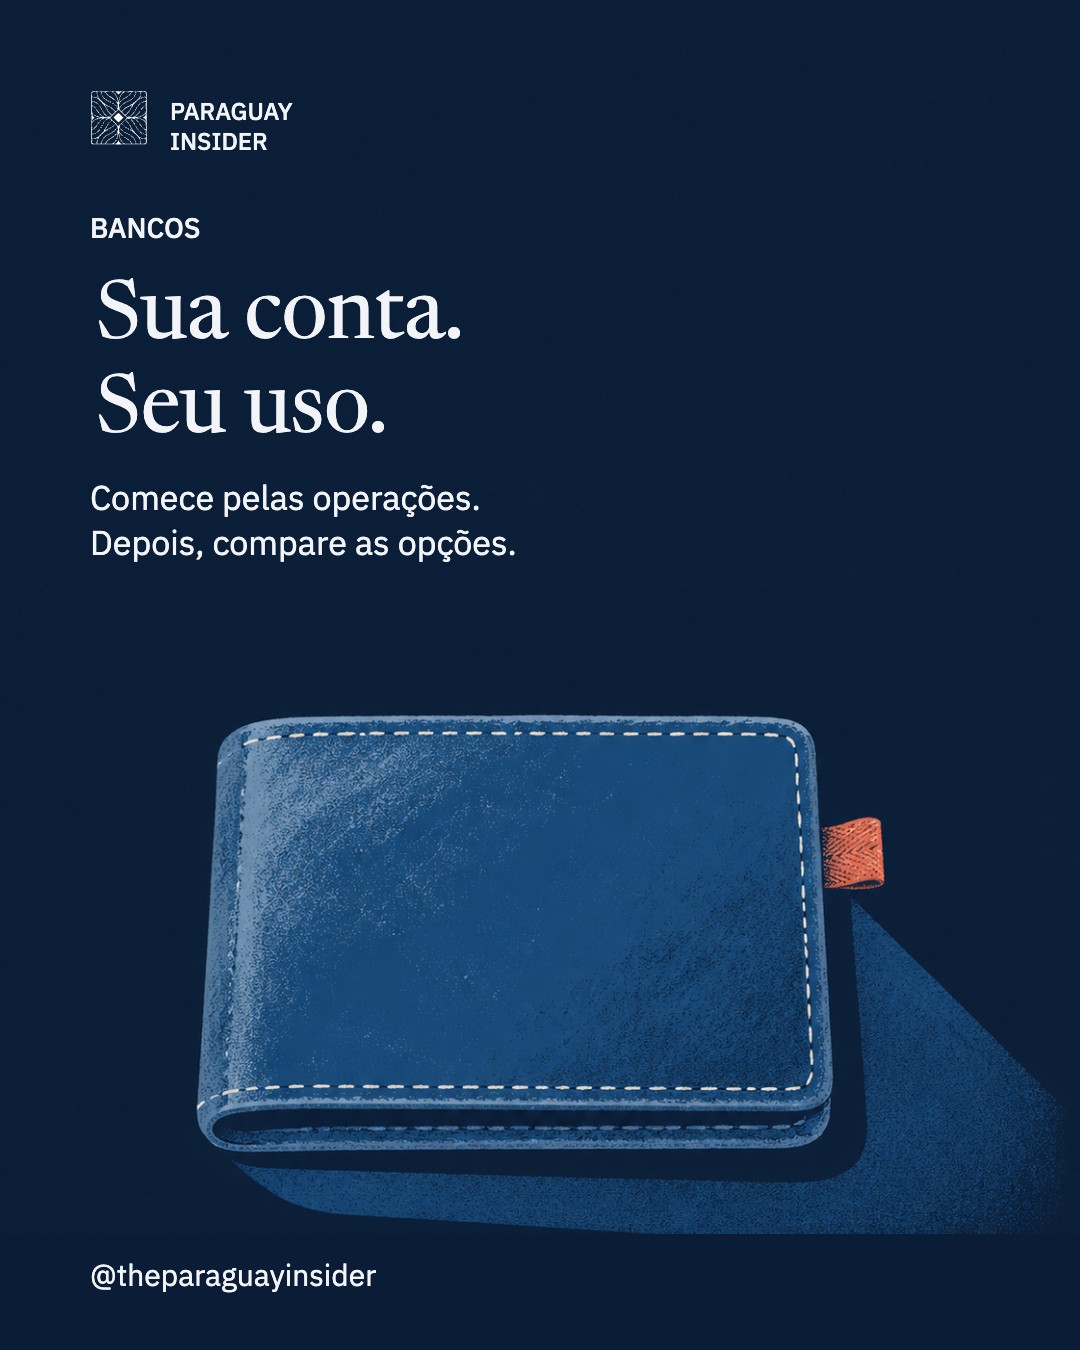 PARAGUAY
INSIDER
BANCOS
Sua conta.
Seu uso.
Comece pelas operações.
Depois, compare as opções.
@theparaguayinsider